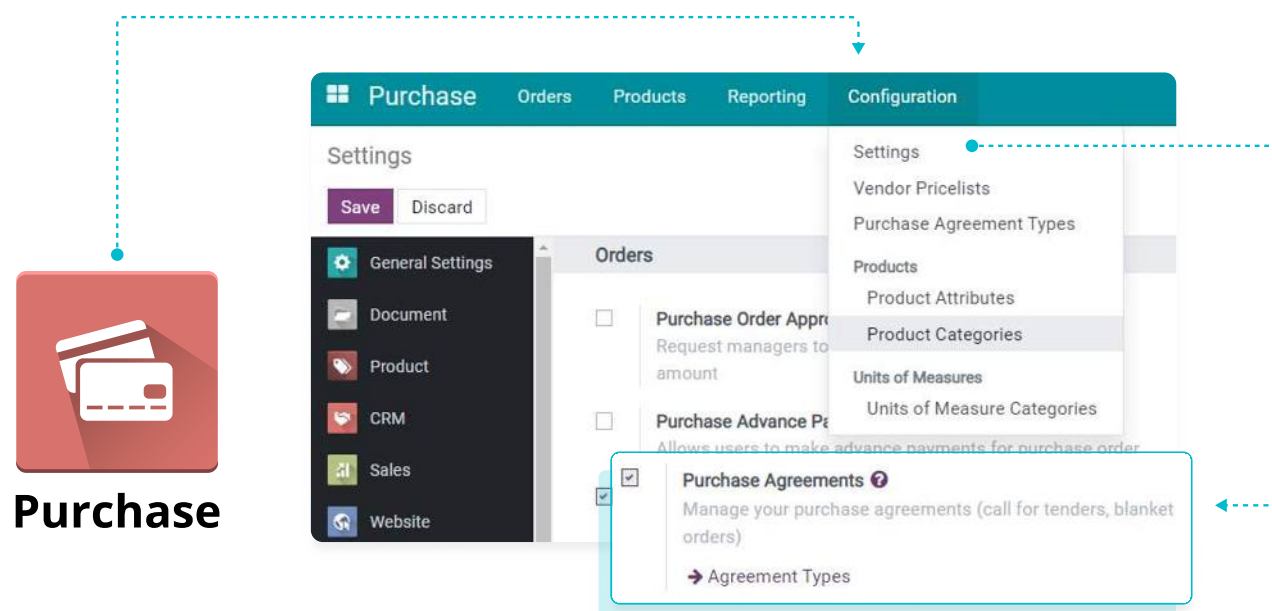 Purchase Orders Products Reporting Configuration
Settings
Save Discard
General Settings
Document
Product
CRM
Sales
Website
Purchase
Orders
Purchase Order
Request managers to
amount
Purchase Advance
Allows users to make advance payments for purchase order
Settings
Vendor Pricelists
Purchase Agreement Types
Products
Product Attributes
Product Categories
Units of Measures
Units of Measure Categories
Purchase Agreements ?
Manage your purchase agreements (call for tenders, blanket
orders)
Agreement Types